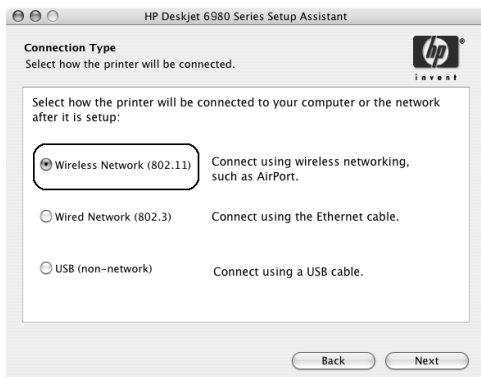 HP Deskjet 6980 Series Setup Assistant
Connection Type
Select how the printer will be connected.
hp
®
invent
Select how the printer will be connected to your computer or the network
after it is setup:
Wireless Network (802.11)
Connect using wireless networking,
such as AirPort.
Wired Network (802.3)
Connect using the Ethernet cable.
USB (non-network)
Connect using a USB cable.
Back
Next